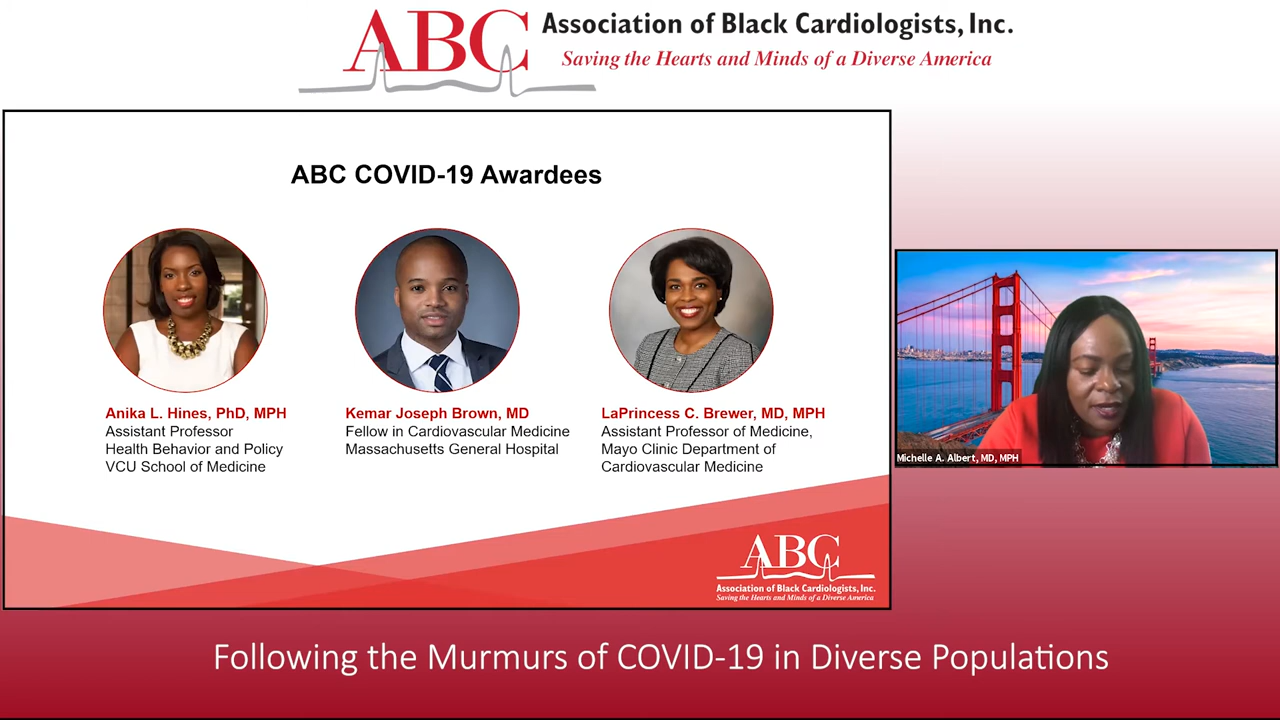 ABC
Association of Black Cardiologists, Inc.
Saving the Hearts and Minds of a Diverse America
ABC COVID-19 Awardees
Anika L. Hines, PhD, MPH
Assistant Professor
Health Behavior and Policy
VCU School of Medicine
Kemar Joseph Brown, MD
Fellow in Cardiovascular Medicine
Massachusetts General Hospital
LaPrincess C. Brewer, MD, MPH
Assistant Professor of Medicine,
Mayo Clinic Department of
Cardiovascular Medicine
Michelle A. Albert, MD, MPH
ABC
Association of Black Cardiologists, Inc.
Saving the Hearts and Minds of a Diverse America
Following the Murmurs of COVID-19 in Diverse Populations